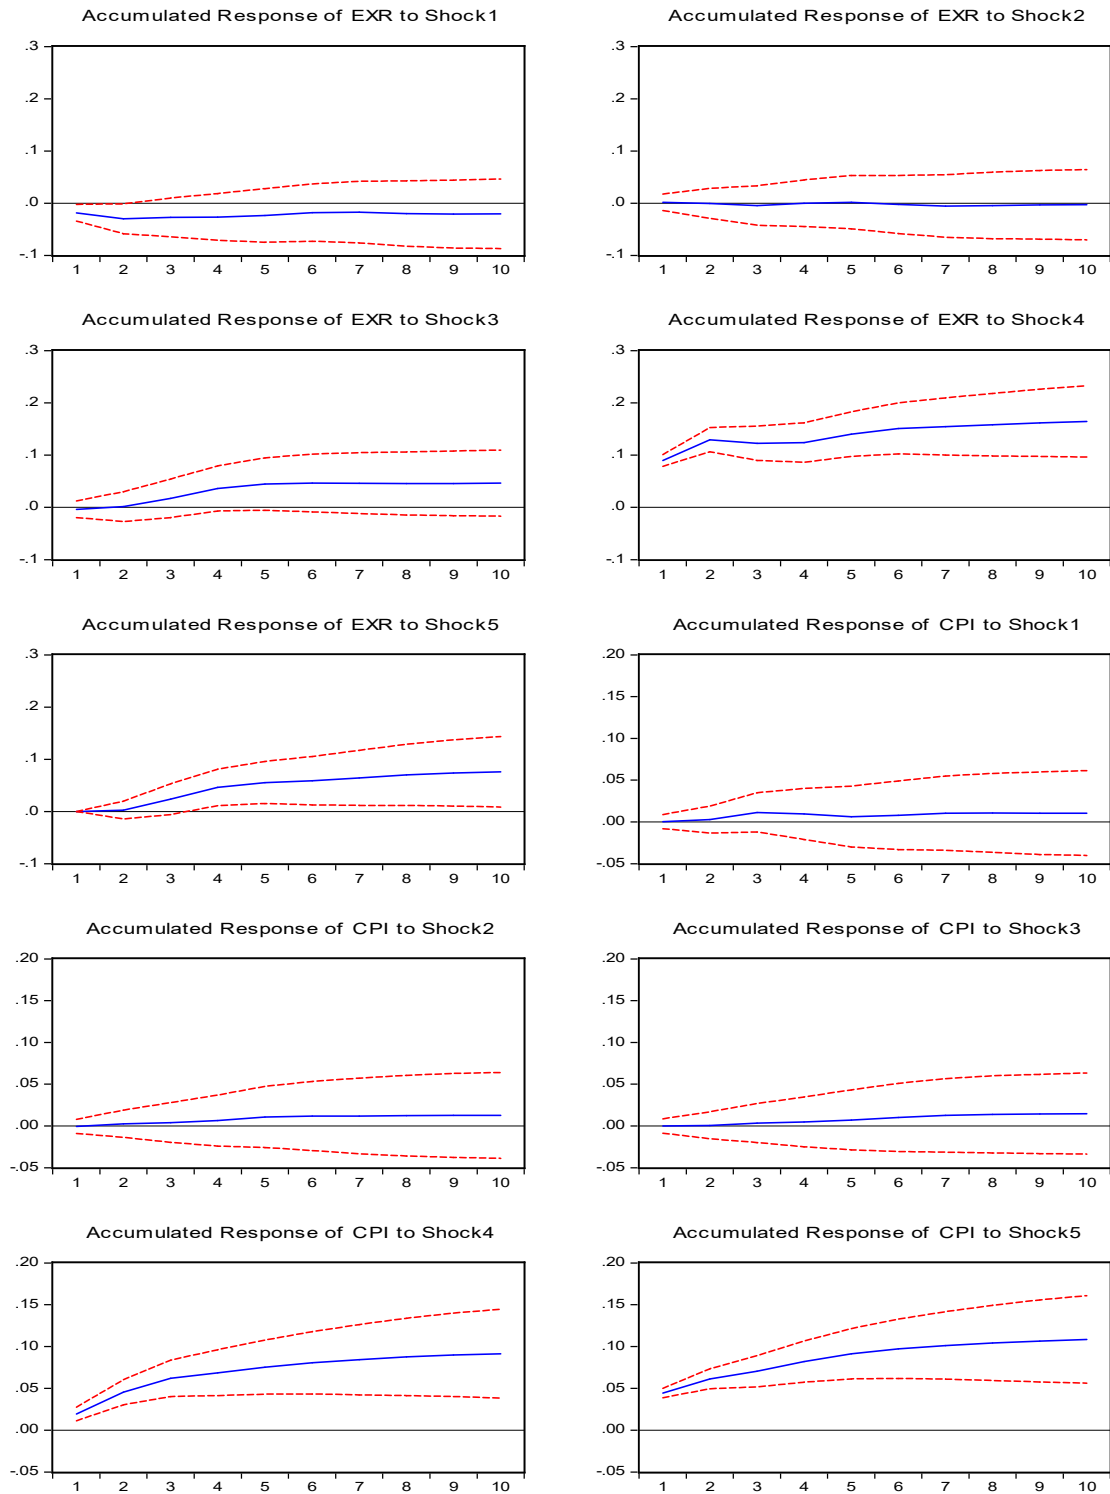 Accumulated Response of EXR to Shock1
.3
.2
.1
.0
-.1
1 2 3 4 5 6 7 8 9 10
Accumulated Response of EXR to Shock2
.3
.2
.1
.0
-.1
1 2 3 4 5 6 7 8 9 10
Accumulated Response of EXR to Shock3
.3
.2
.1
.0
-.1
1 2 3 4 5 6 7 8 9 10
Accumulated Response of EXR to Shock4
.3
.2
.1
.0
-.1
1 2 3 4 5 6 7 8 9 10
Accumulated Response of EXR to Shock5
.3
.2
.1
.0
-.1
1 2 3 4 5 6 7 8 9 10
Accumulated Response of CPI to Shock1
.20
.15
.10
.05
.00
-.05
1 2 3 4 5 6 7 8 9 10
Accumulated Response of CPI to Shock2
.20
.15
.10
.05
.00
-.05
1 2 3 4 5 6 7 8 9 10
Accumulated Response of CPI to Shock3
.20
.15
.10
.05
.00
-.05
1 2 3 4 5 6 7 8 9 10
Accumulated Response of CPI to Shock4
.20
.15
.10
.05
.00
-.05
1 2 3 4 5 6 7 8 9 10
Accumulated Response of CPI to Shock5
.20
.15
.10
.05
.00
-.05
1 2 3 4 5 6 7 8 9 10